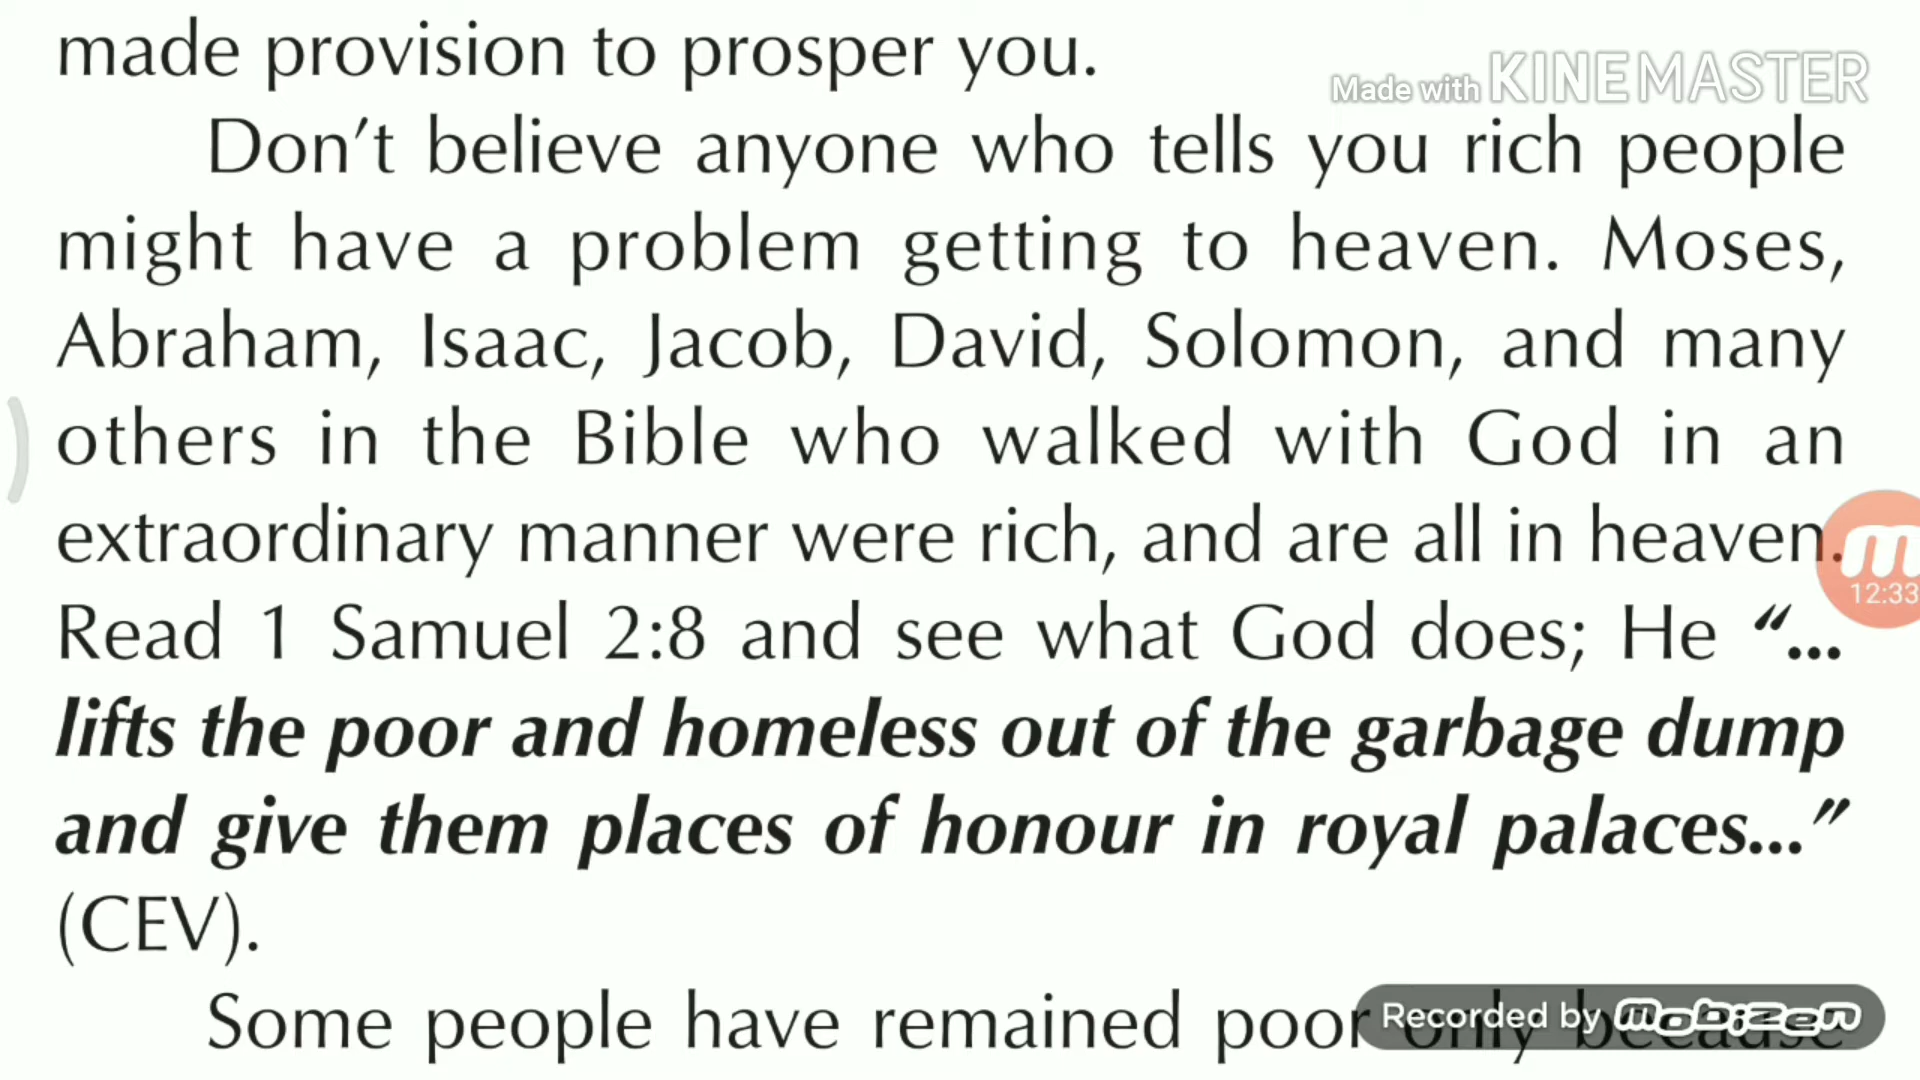 made provision to prosper you.
Made with KINEMASTER
Don't believe anyone who tells you rich people
might have a problem getting to heaven. Moses,
Abraham, Isaac, Jacob, David, Solomon, and many
others in the Bible who walked with God in an
extraordinary manner were rich, and are all in heaven.
12:33
Read 1 Samuel 2:8 and see what God does; He “...
lifts the poor and homeless out of the garbage dump
and give them places of honour in royal palaces...”
(CEV).
Some people have remained poor only because
Recorded by Mobizen